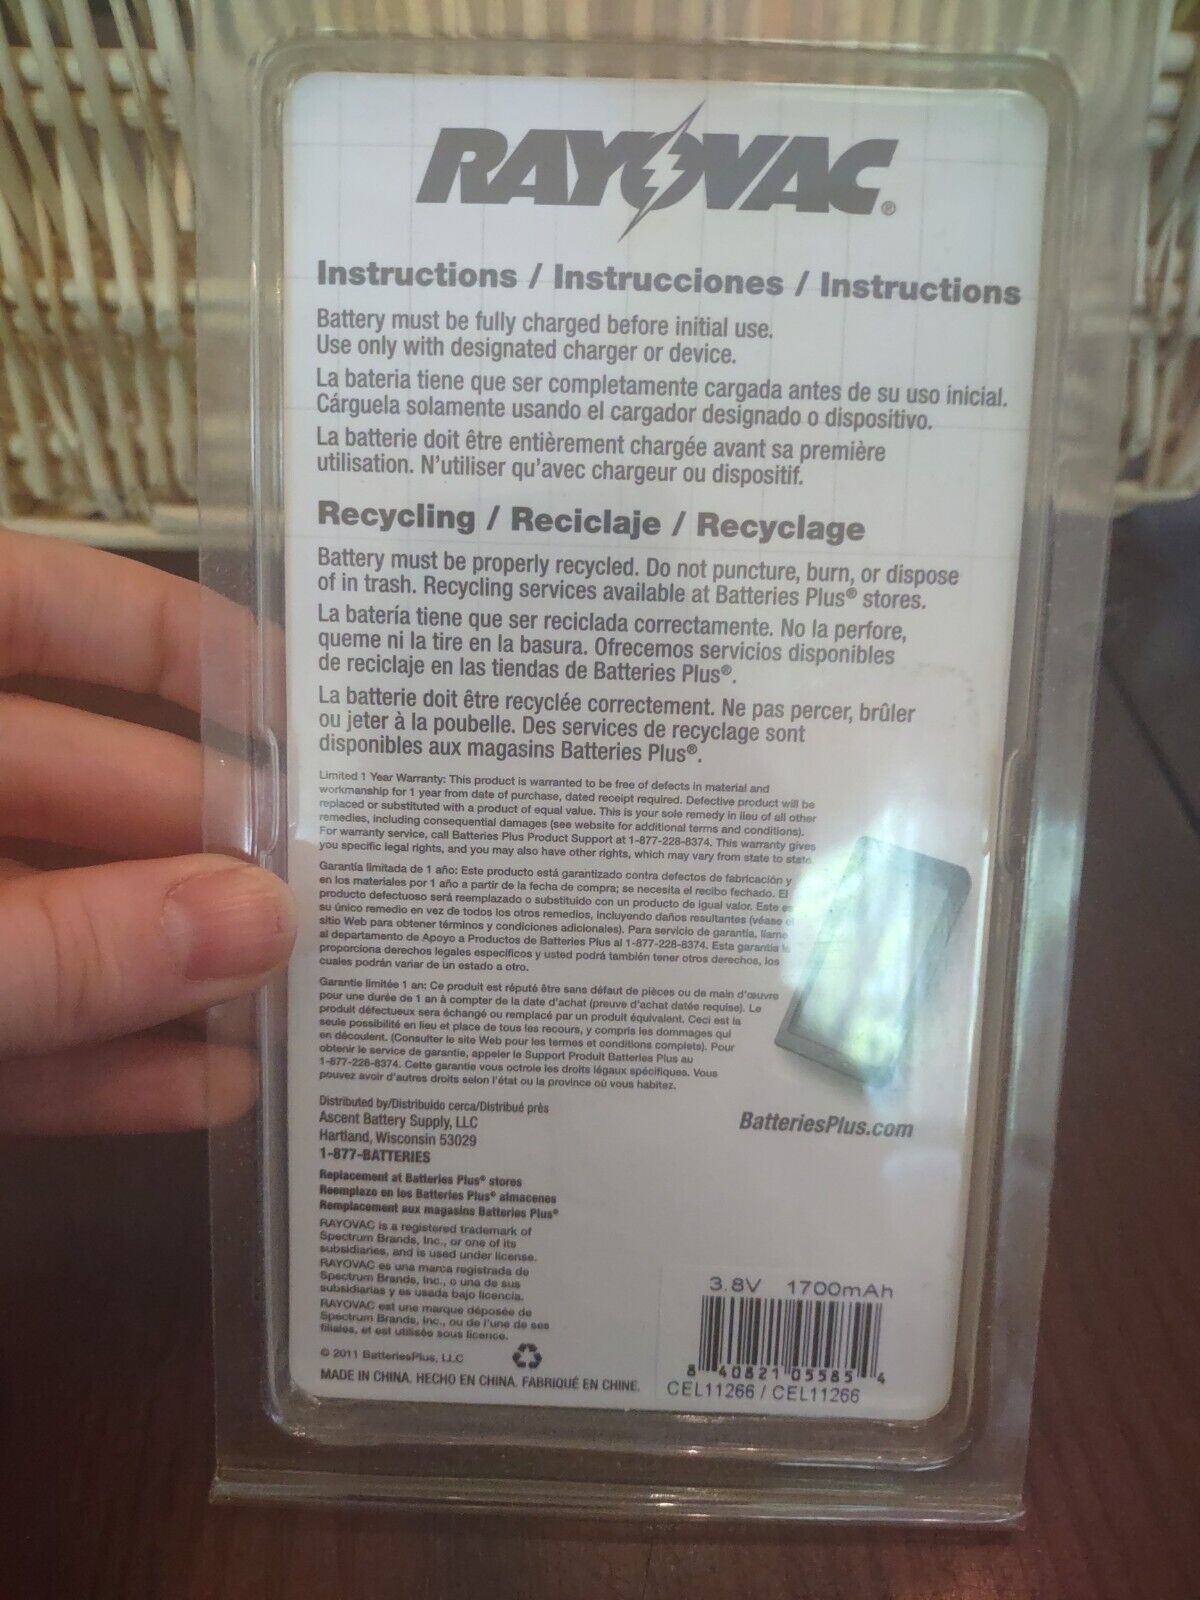 RAYOVAC®
Instructions / Instrucciones / Instructions
Battery must be fully charged before initial use.
Use only with designated charger or device.
La bateria tiene que ser completamente cargada antes de su uso inicial.
Cárguela solamente usando el cargador designado o dispositivo.
La batterie doit être entièrement chargée avant sa première
utilisation. N'utiliser qu'avec chargeur ou dispositif.
Recycling / Reciclaje / Recyclage
Battery must be properly recycled. Do not puncture, burn, or dispose
of in trash. Recycling services available at Batteries Plus® stores.
La batería tiene que ser reciclada correctamente. No la perfore,
queme ni la tire en la basura. Ofrecemos servicios disponibles
de reciclaje en las tiendas de Batteries Plus®.
La batterie doit être recyclée correctement. Ne pas percer, brûler
ou jeter à la poubelle. Des services de recyclage sont
disponibles aux magasins Batteries Plus®.
Limited 1 Year Warranty: This product is warranted to be free of defects in material and
workmanship for 1 year from date of purchase, dated receipt required. Defective product will be
replaced or substituted with a product of equal value. This is your sole remedy in lieu of all other
remedies, including consequential damages (see website for additional terms and conditions).
For warranty service, call Batteries Plus Product Support at 1-877-228-8374. This warranty gives
you specific legal rights, and you may also have other rights, which may vary from state to state.
Garantía limitada de 1 año: Este producto está garantizado contra defectos de fabricación y
en los materiales por 1 año a partir de la fecha de compra; se necesita el recibo fechado. El
producto defectuoso será reemplazado o substituido con un producto de igual valor. Este es
su único remedio en vez de todos los otros remedios, incluyendo daños resultantes (véase el
sitio Web para obtener términos y condiciones adicionales). Para servicio de garantía, llame
al departamento de Apoyo a Productos de Batteries Plus al 1-877-228-8374. Esta garantía le
proporciona derechos legales específicos y usted podrá también tener otros derechos, los
cuales podrán variar de un estado a otro.
Garantie limitée 1 an: Ce produit est réputé être sans défaut de pièces ou de main d'œuvre
pour une durée de 1 an à compter de la date d'achat (preuve d'achat datée requise). Le
produit défectueux sera échangé ou remplacé par un produit équivalent. Ceci est la
seule possibilité en lieu et place de tous les recours, y compris les dommages qui
en découlent. (Consulter le site Web pour les termes et conditions complets). Pour
obtenir le service de garantie, appeler le Support Produit Batteries Plus au
1-877-228-8374. Cette garantie vous octroie les droits légaux spécifiques. Vous
pouvez avoir d'autres droits selon l'état ou la province où vous habitez.
Distributed by/Distribuido cerca/Distribué près
Ascent Battery Supply, LLC
Hartland, Wisconsin 53029
1-877-BATTERIES
BatteriesPlus.com
Replacement at Batteries Plus® stores
Reemplazo en los Batteries Plus® almacenes
Remplacement aux magasins Batteries Plus®
RAYOVAC is a registered trademark of
Spectrum Brands, Inc., or one of its
subsidiaries, and is used under license.
RAYOVAC es una marca registrada de
Spectrum Brands, Inc., o una de sus
subsidiarias y es usada bajo licencia.
RAYOVAC est une marque déposée de
Spectrum Brands, Inc., ou de l'une de ses
filiales, et est utilisée sous licence.
© 2011 BatteriesPlus, LLC
MADE IN CHINA. HECHO EN CHINA. FABRIQUÉ EN CHINE.
3.8V 1700mAh
8 40821 05585 4
CEL11266 / CEL11266